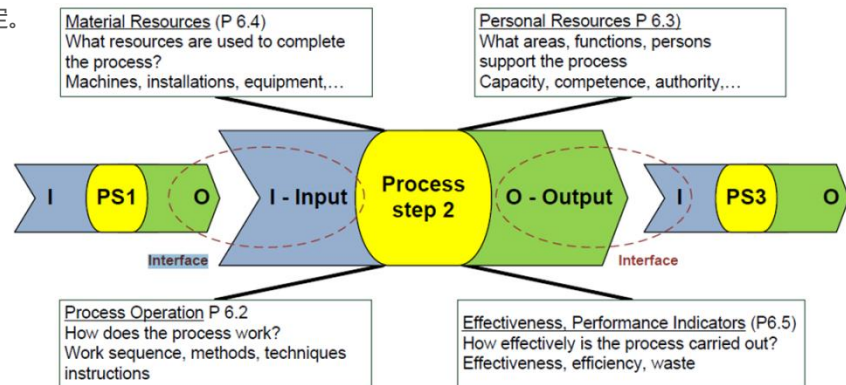 定。
Material Resources (P 6.4)
What resources are used to complete
the process?
Machines, installations, equipment,…
Personal Resources P 6.3)
What areas, functions, persons
support the process
Capacity, competence, authority,…
I
PS1
O
I - Input
Process
step 2
O - Output
I
PS3
O
Interface
Interface
Process Operation P 6.2
How does the process work?
Work sequence, methods, techniques
instructions
Effectiveness, Performance Indicators (P6.5)
How effectively is the process carried out?
Effectiveness, efficiency, waste